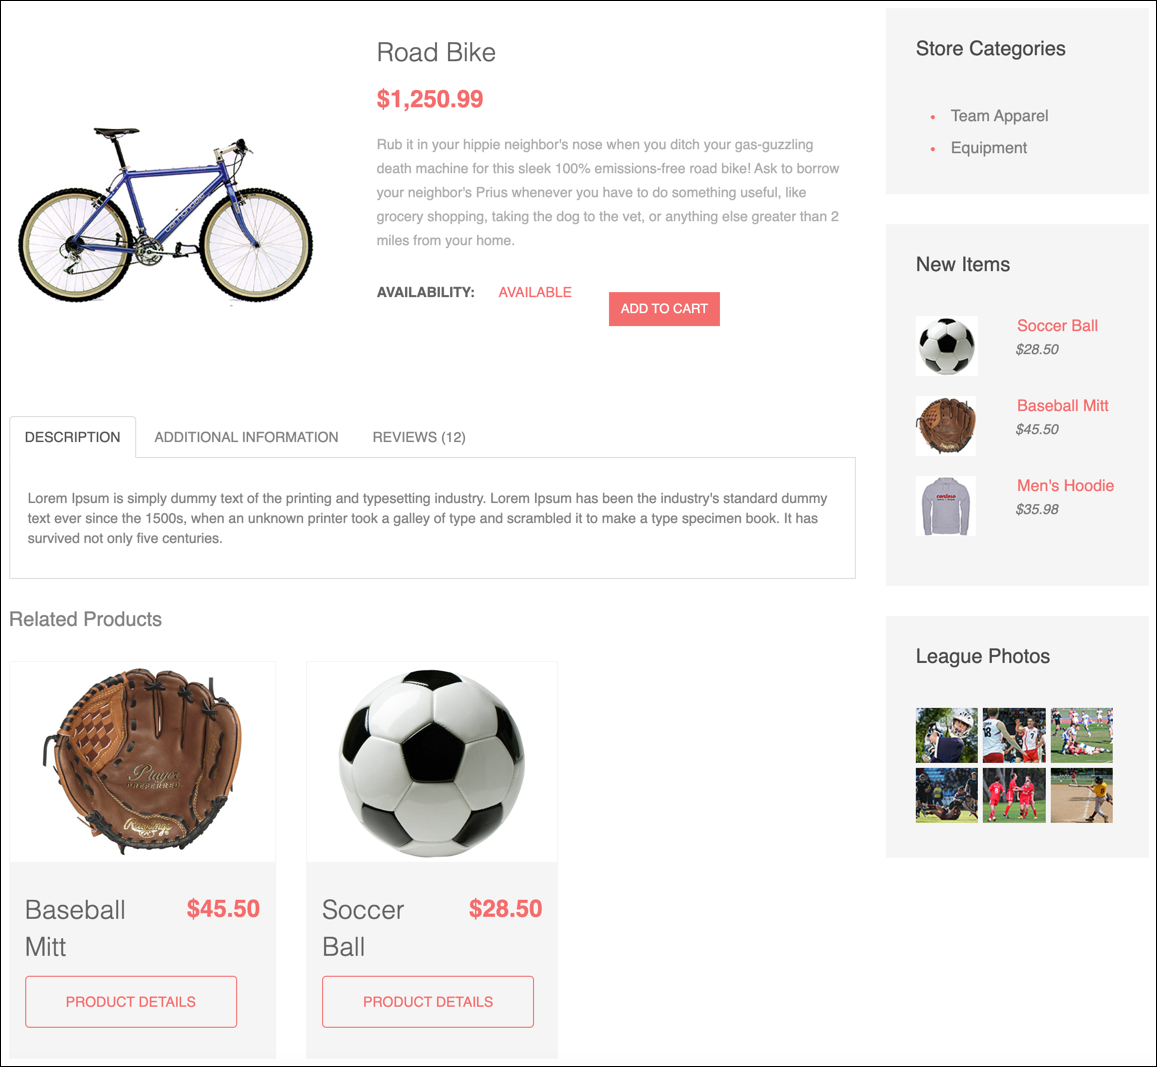 Road Bike
$1,250.99
Rub it in your hippie neighbor's nose when you ditch your gas-guzzling
death machine for this sleek 100% emissions-free road bike! Ask to borrow
your neighbor's Prius whenever you have to do something useful, like
grocery shopping, taking the dog to the vet, or anything else greater than 2
miles from your home.
AVAILABILITY: AVAILABLE
ADD TO CART
DESCRIPTION ADDITIONAL INFORMATION REVIEWS (12)
Lorem Ipsum is simply dummy text of the printing and typesetting industry. Lorem Ipsum has been the industry's standard dummy
text ever since the 1500s, when an unknown printer took a galley of type and scrambled it to make a type specimen book. It has
survived not only five centuries.
Related Products
Player
PREFERRED
Rawlings
Baseball
Mitt
$45.50
PRODUCT DETAILS
Soccer
Ball
$28.50
PRODUCT DETAILS
Store Categories
Team Apparel
Equipment
New Items
Soccer Ball
$28.50
Baseball Mitt
$45.50
Men's Hoodie
$35.98
League Photos